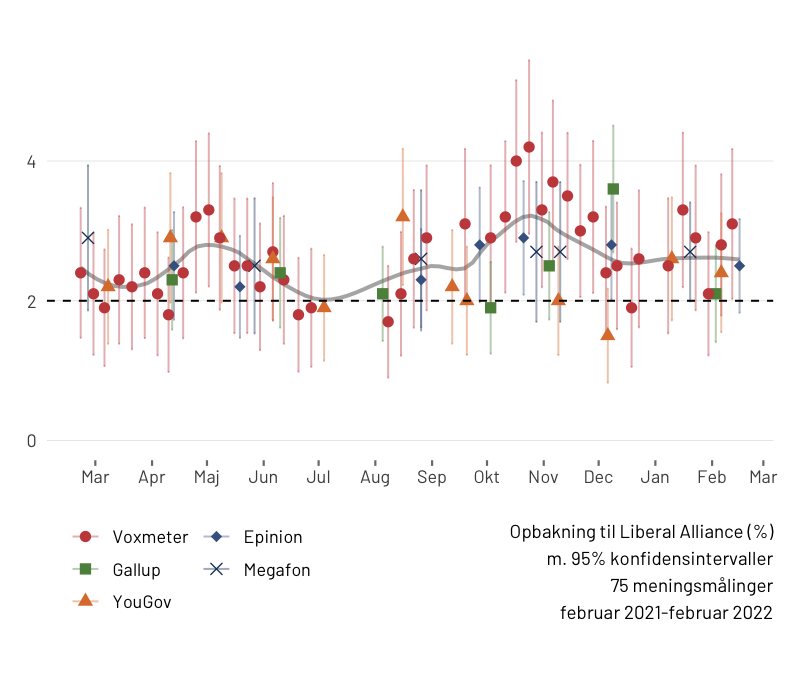 4
2
0
Mar Apr Maj Jun Jul Aug Sep Okt Nov Dec Jan Feb Mar
Voxmeter Epinion
Gallup Megafon
YouGov
Opbakning til Liberal Alliance (%)
m. 95% konfidensintervaller
75 meningsmålinger
februar 2021-februar 2022